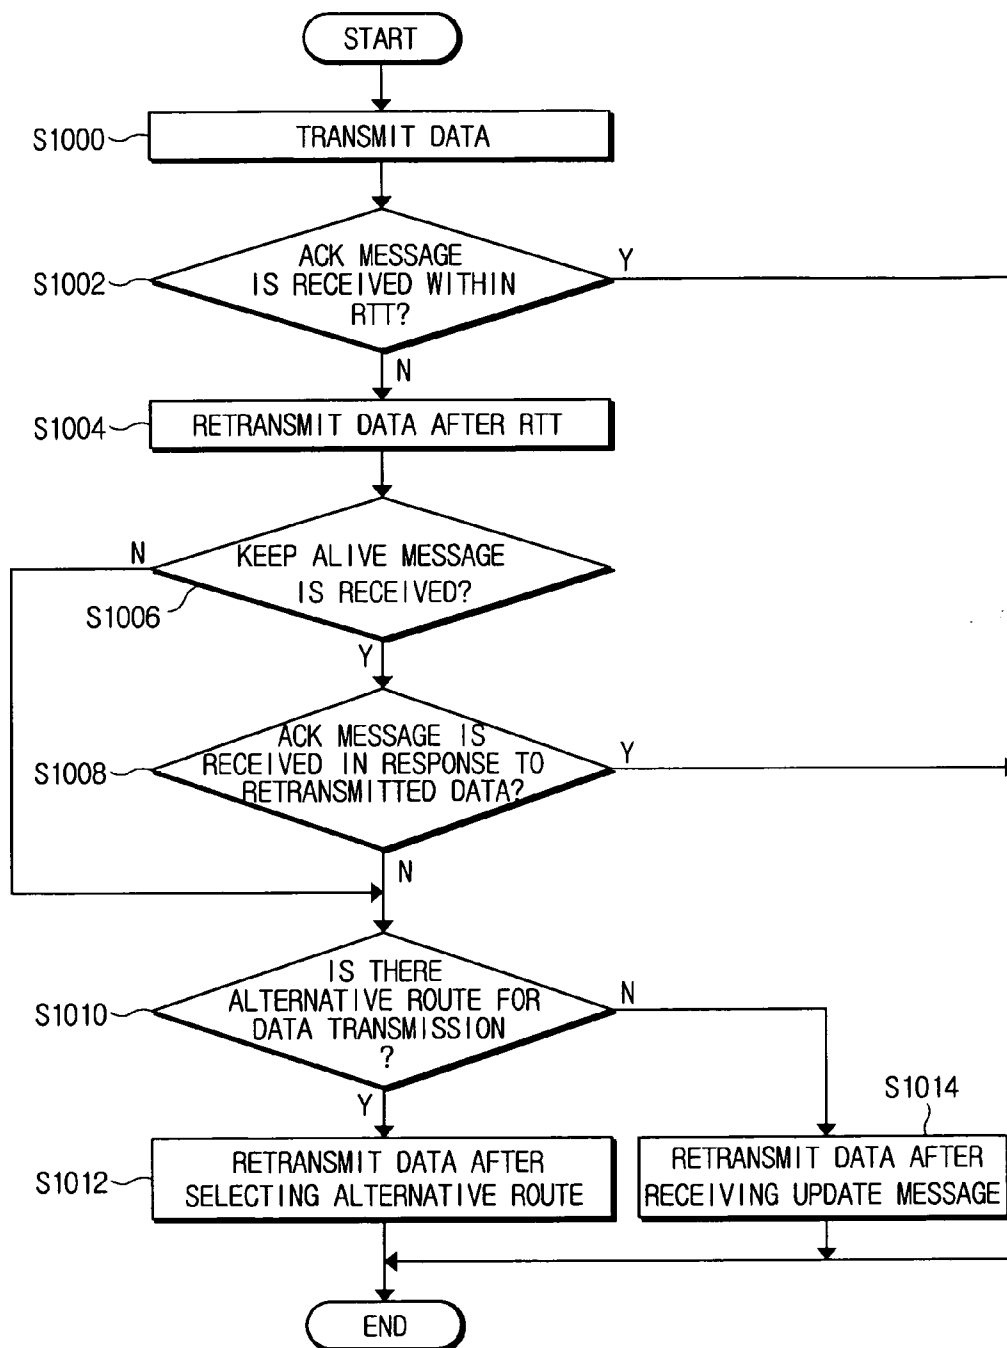 START
S1000
TRANSMIT DATA
S1002
ACK MESSAGE
IS RECEIVED WITHIN
RTT?
Y
N
S1004
RETRANSMIT DATA AFTER RTT
N
KEEP ALIVE MESSAGE
IS RECEIVED?
S1006
Y
ACK MESSAGE IS
RECEIVED IN RESPONSE TO
RETRANSMITTED DATA?
S1008
Y
N
IS THERE
ALTERNATIVE ROUTE FOR
DATA TRANSMISSION
?
S1010
N
Y
S1014
S1012
RETRANSMIT DATA AFTER
SELECTING ALTERNATIVE ROUTE
RETRANSMIT DATA AFTER
RECEIVING UPDATE MESSAGE
END